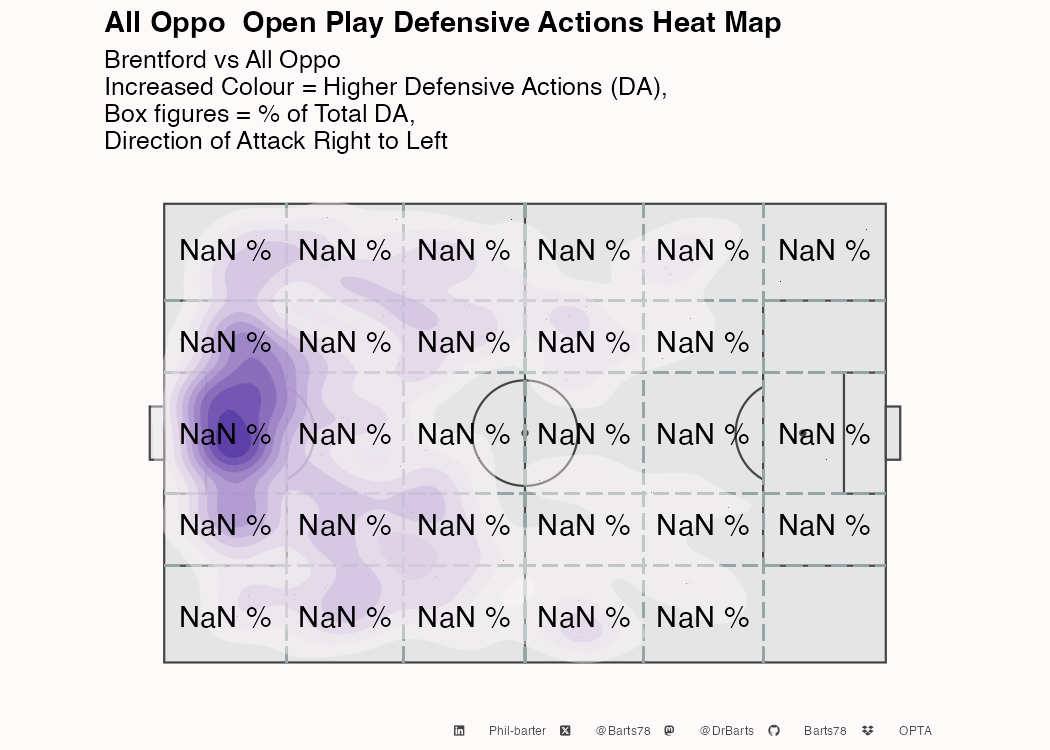 All Oppo  Open Play Defensive Actions Heat Map
Brentford vs All Oppo
Increased Colour = Higher Defensive Actions (DA),
Box figures = % of Total DA,
Direction of Attack Right to Left
NaN % NaN % NaN % NaN % NaN % NaN %
NaN % NaN % NaN % NaN % NaN %
NaN % NaN % NaN % NaN % NaN % NaN %
NaN % NaN % NaN % NaN % NaN % NaN %
NaN % NaN % NaN % NaN % NaN %
Phil-barter @Barts78 @DrBarts Barts78 OPTA